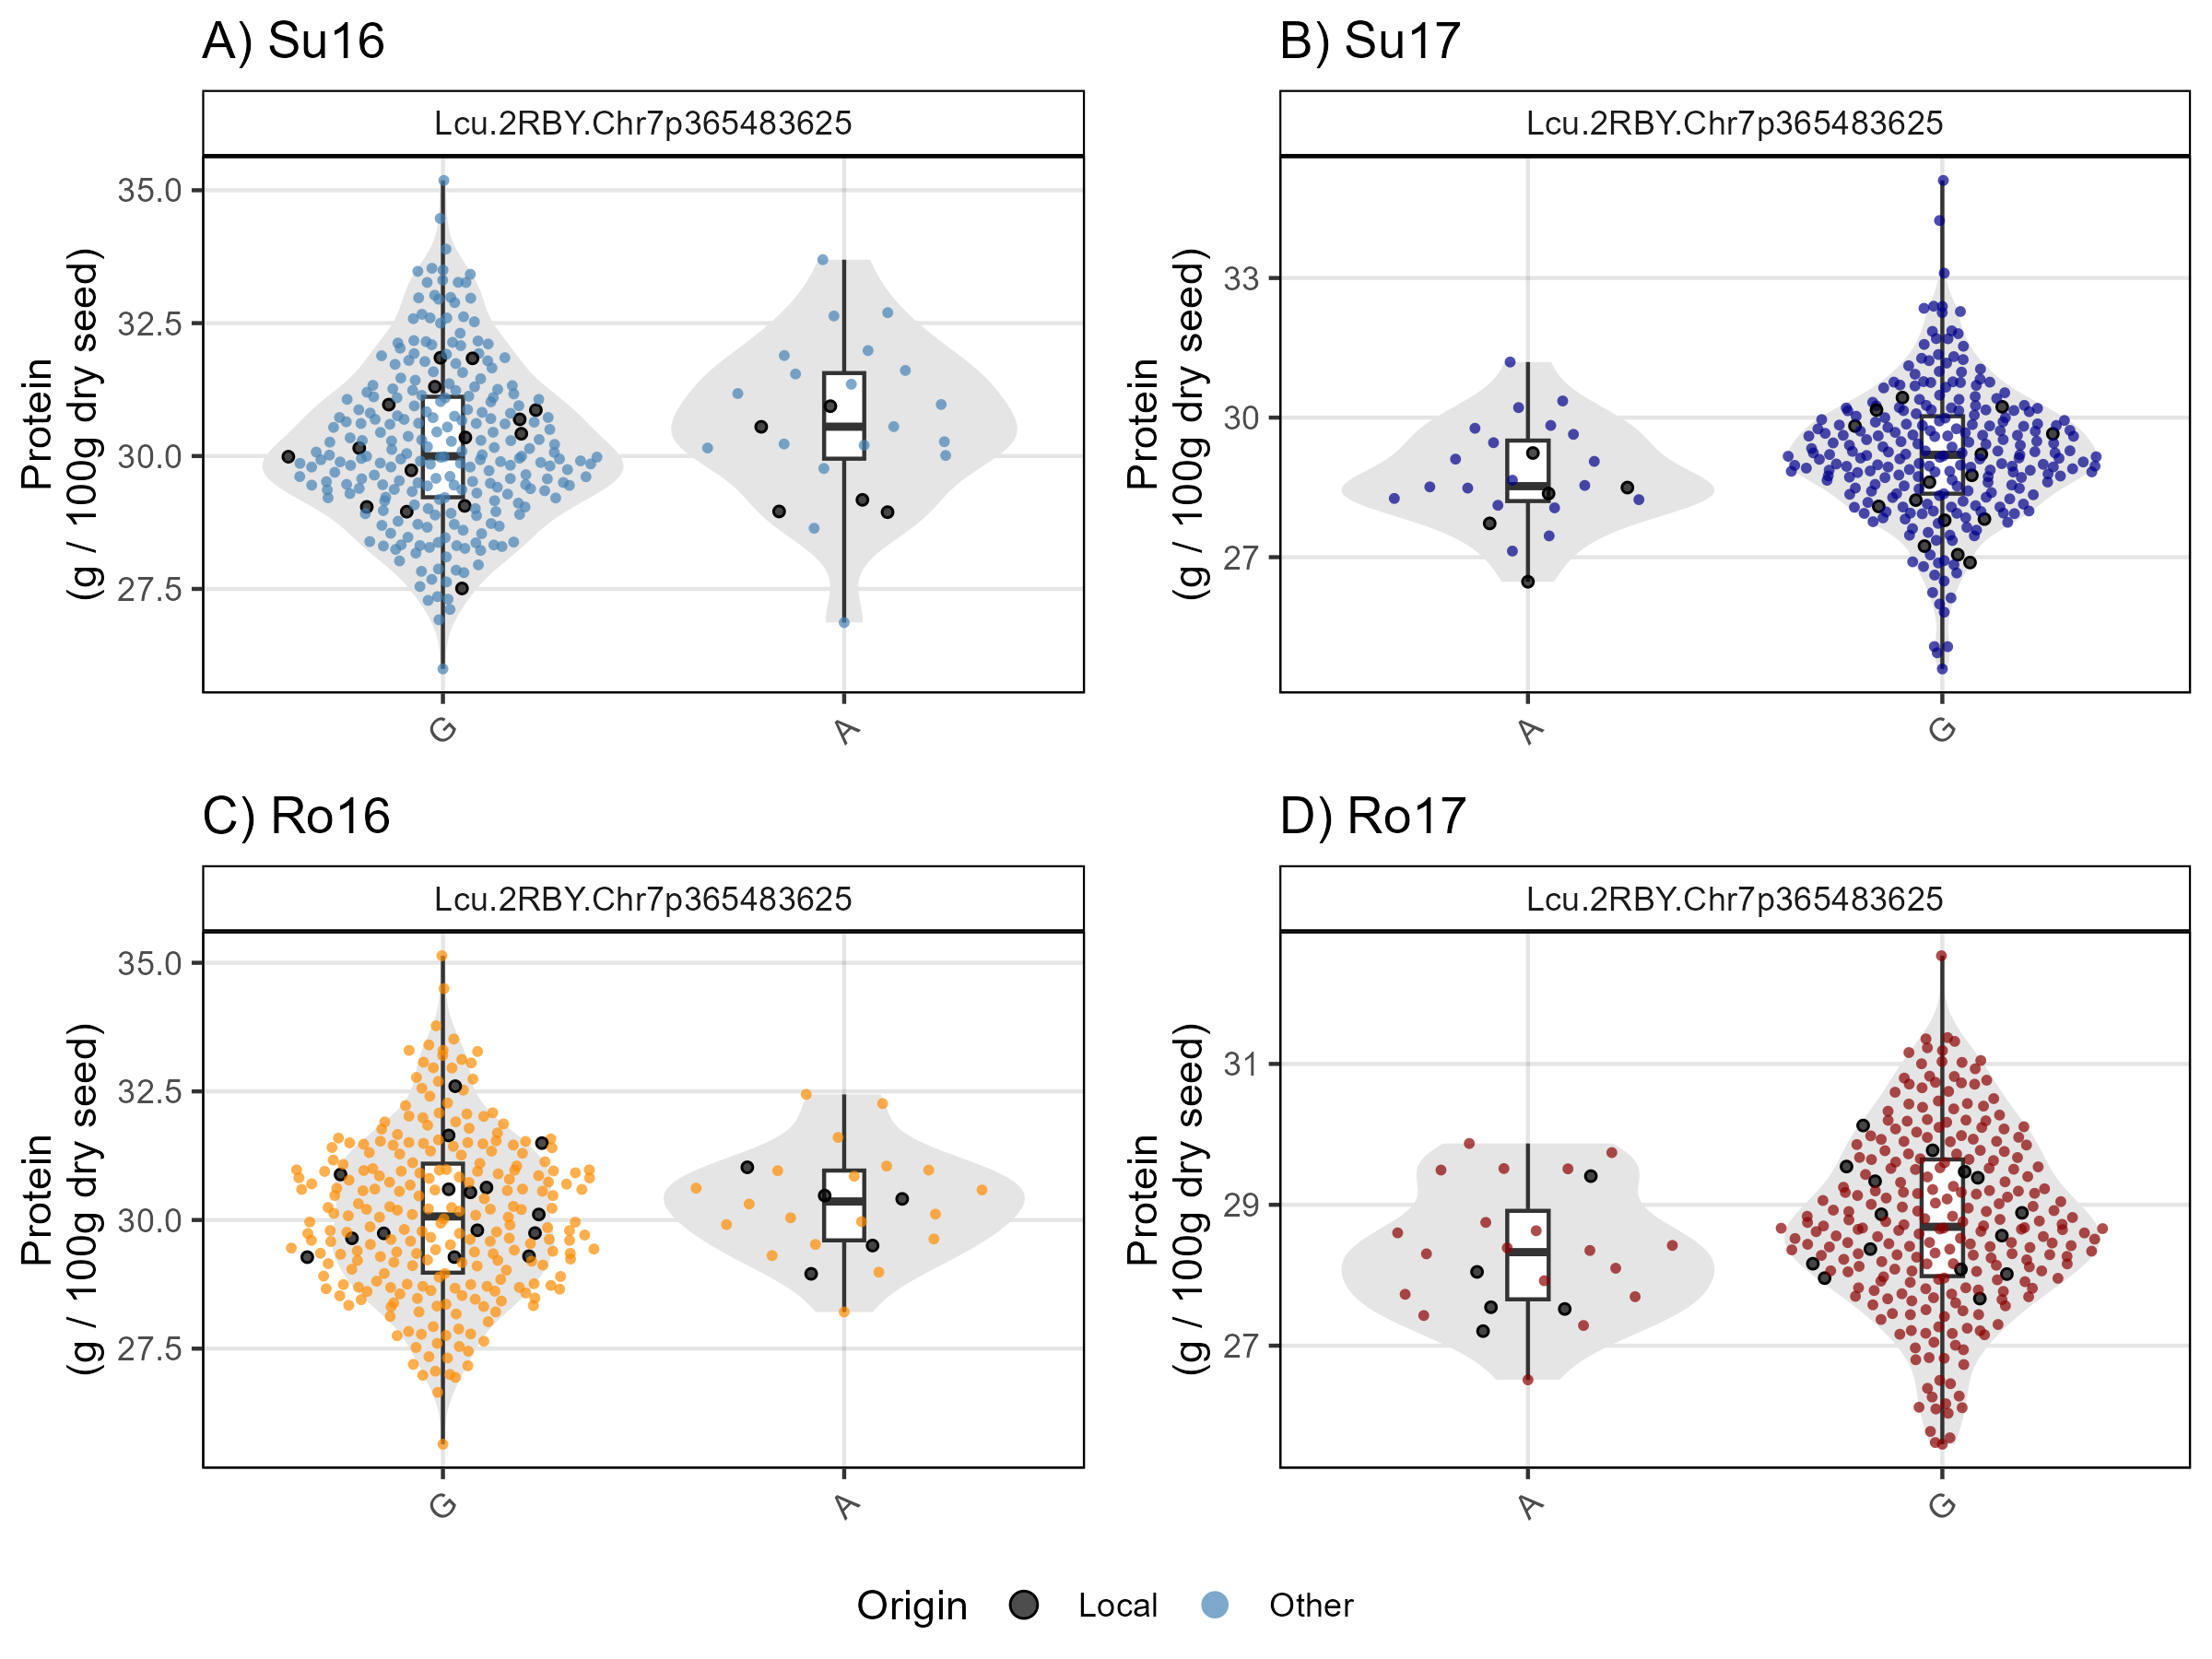 A) Su16
Lcu.2RBY.Chr7p365483625
Protein
(g / 100g dry seed)
35.0
32.5
30.0
27.5
G
A
B) Su17
Lcu.2RBY.Chr7p365483625
Protein
(g / 100g dry seed)
33
30
27
A
G
C) Ro16
Lcu.2RBY.Chr7p365483625
Protein
(g / 100g dry seed)
35.0
32.5
30.0
27.5
G
A
D) Ro17
Lcu.2RBY.Chr7p365483625
Protein
(g / 100g dry seed)
31
29
27
A
G
Origin Local Other